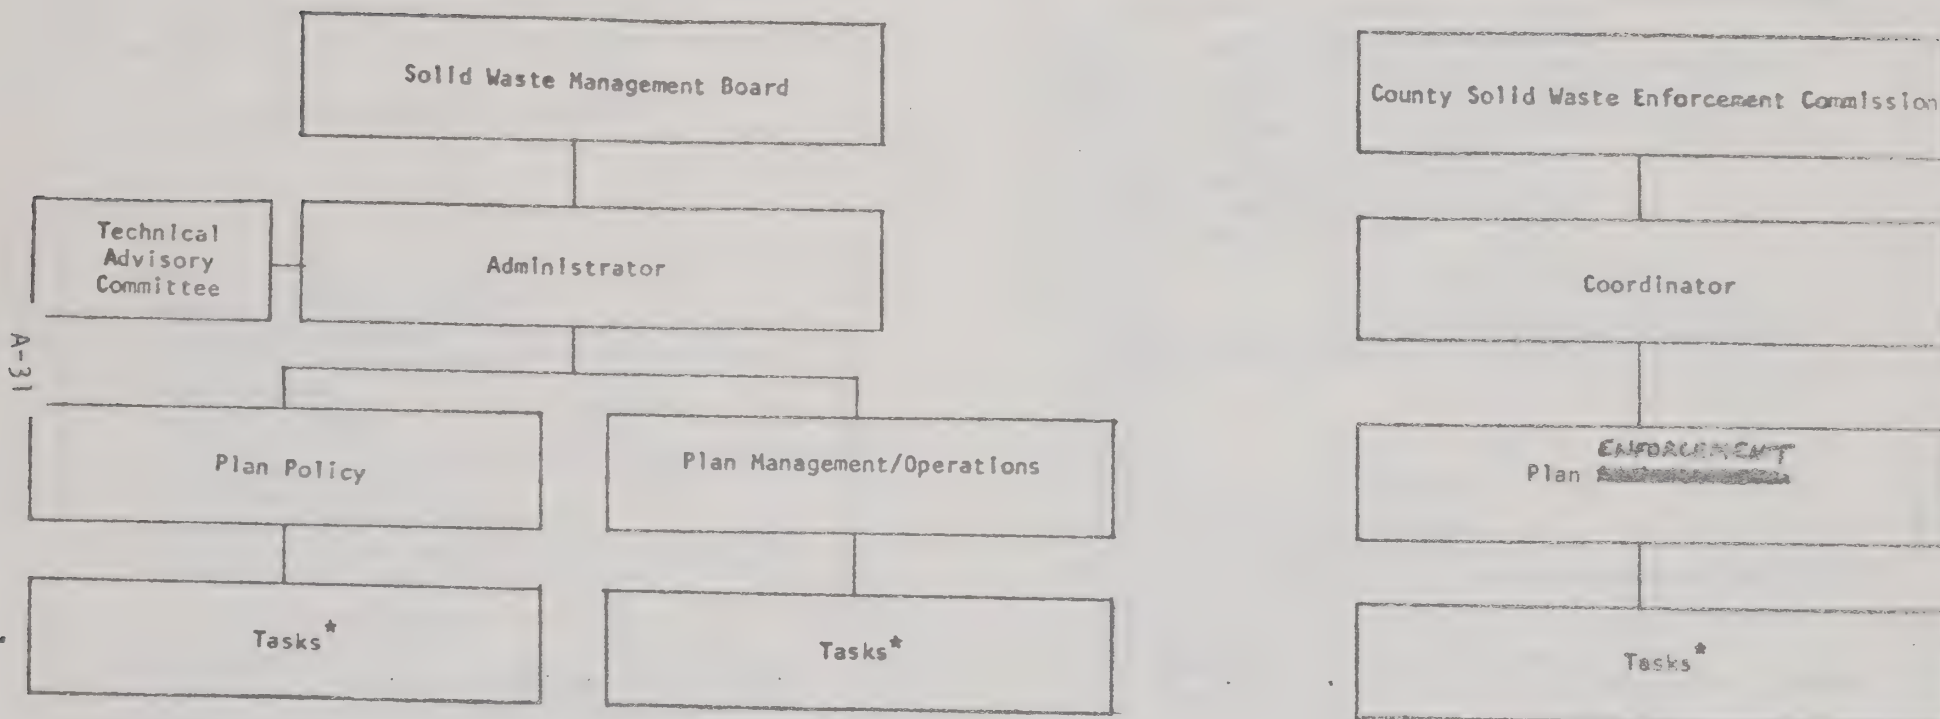 Solid Waste Management Board
Technical
Advisory
Committee
Administrator
Plan Policy
Plan Management/Operations
Tasks*
Tasks*
County Solid Waste Enforcement Commission
Coordinator
ENFORCEMENT
Plan
Tasks*
A-31